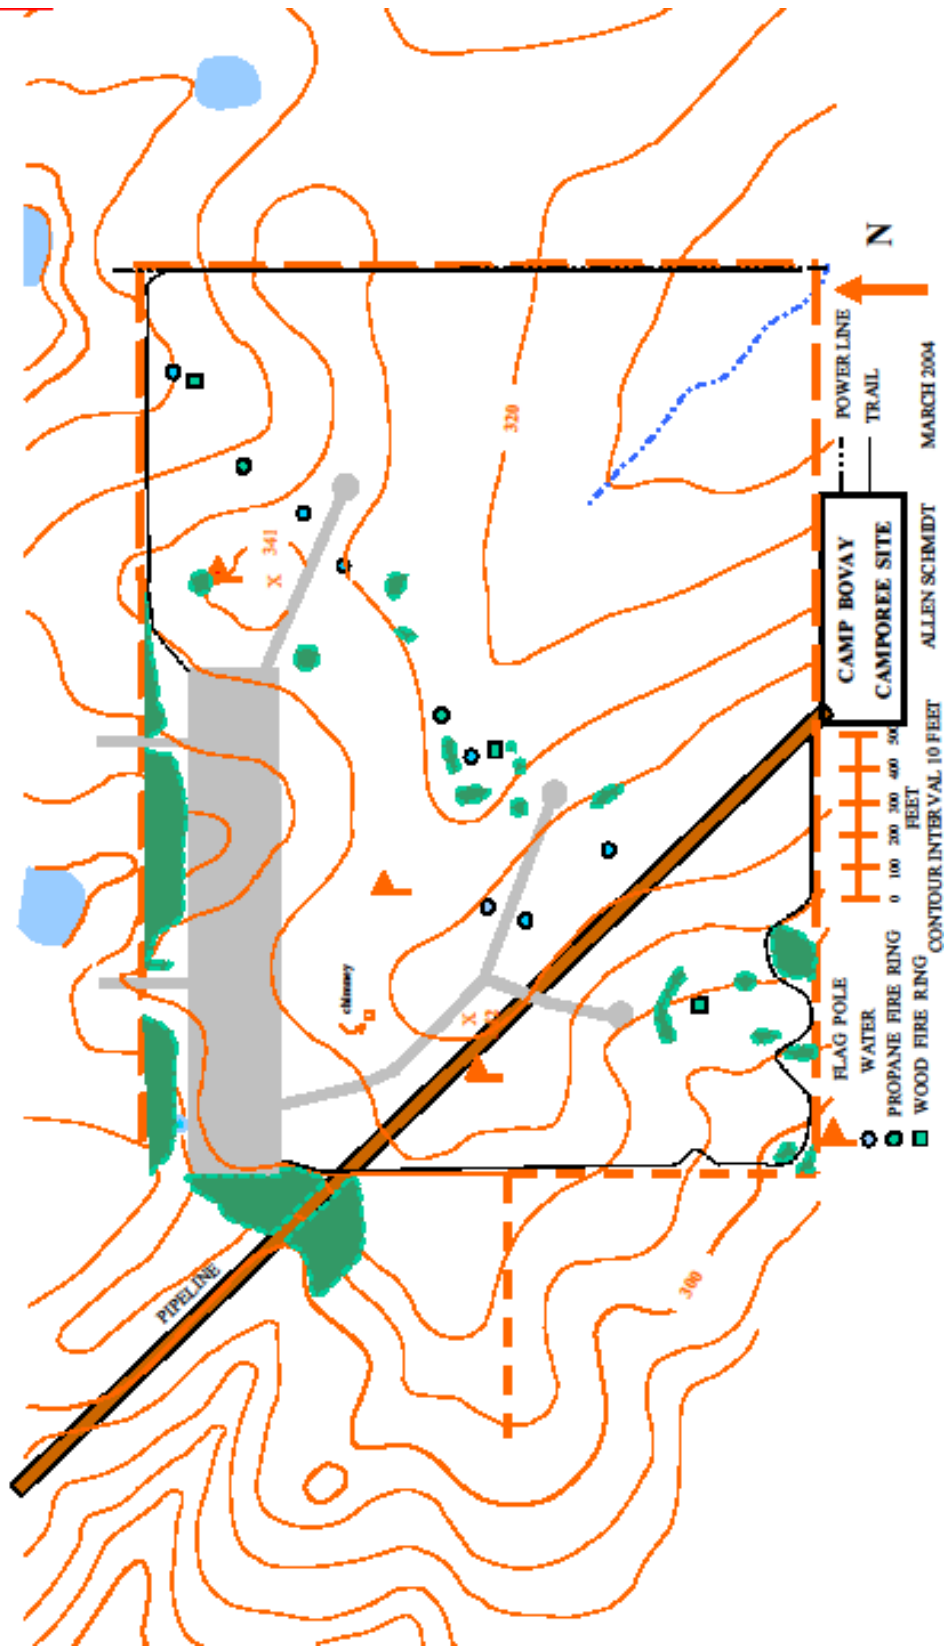 PIPELINE
chimney
X
341
X
320
300
N
POWER LINE
TRAIL
CAMP BOVAY
CAMPOREE SITE
ALLEN SCHMIDT
MARCH 2004
0 100 200 300 400 500
FEET
CONTOUR INTERVAL 10 FEET
FLAG POLE
WATER
PROPANE FIRE RING
WOOD FIRE RING